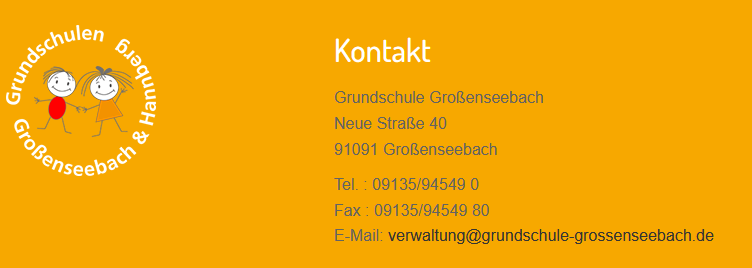 Grundschulen
Hannberg
Großenseebach &
Kontakt
Grundschule Großenseebach
Neue Straße 40
91091 Großenseebach
Tel. : 09135/94549 0
Fax : 09135/94549 80
E-Mail: verwaltung@grundschule-grossenseebach.de